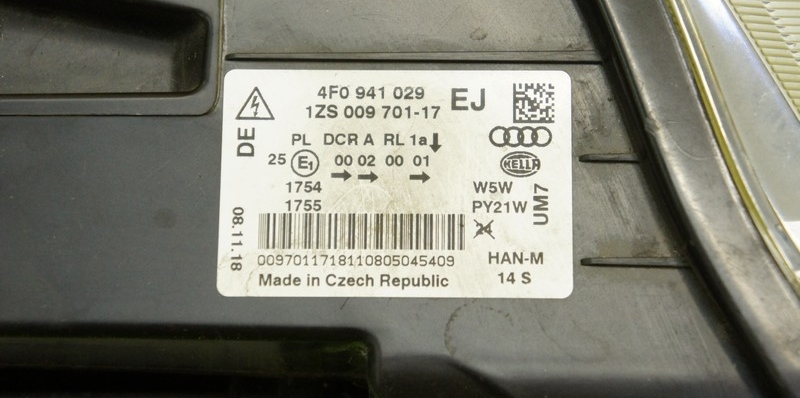 4F0 941 029 EJ
1ZS 009 701-17
DE
PL DCR A RL 1a
25 E1 00 02 00 01
HELLA
1754
1755
W5W
PY21W
UM7
24
08.11.18
0097011718110805045409
HAN-M
14 S
Made in Czech Republic